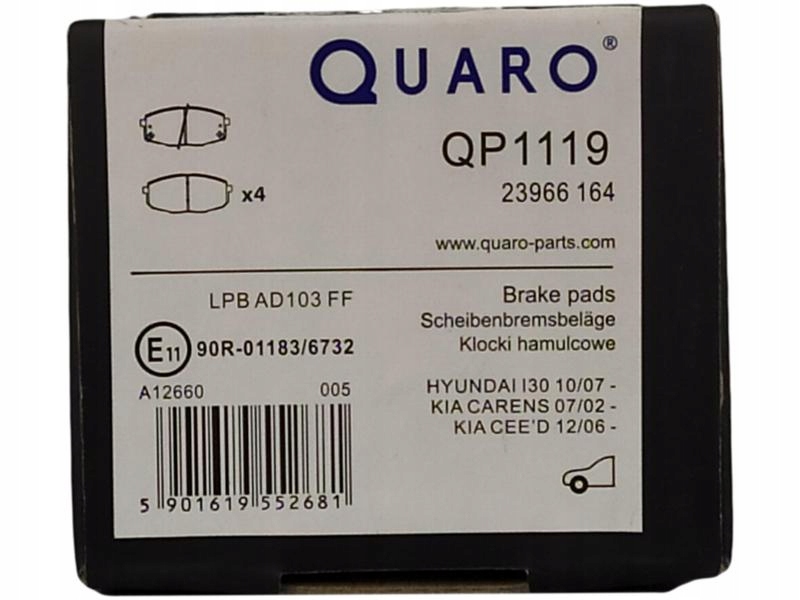 QUARO®
QP1119
x4
23966 164
www.quaro-parts.com
LPB AD103 FF
Brake pads
Scheibenbremsbeläge
Klocki hamulcowe
E11 90R-01183/6732
A12660 005
HYUNDAI I30 10/07 -
KIA CARENS 07/02 -
KIA CEE'D 12/06 -
5 901619 552681